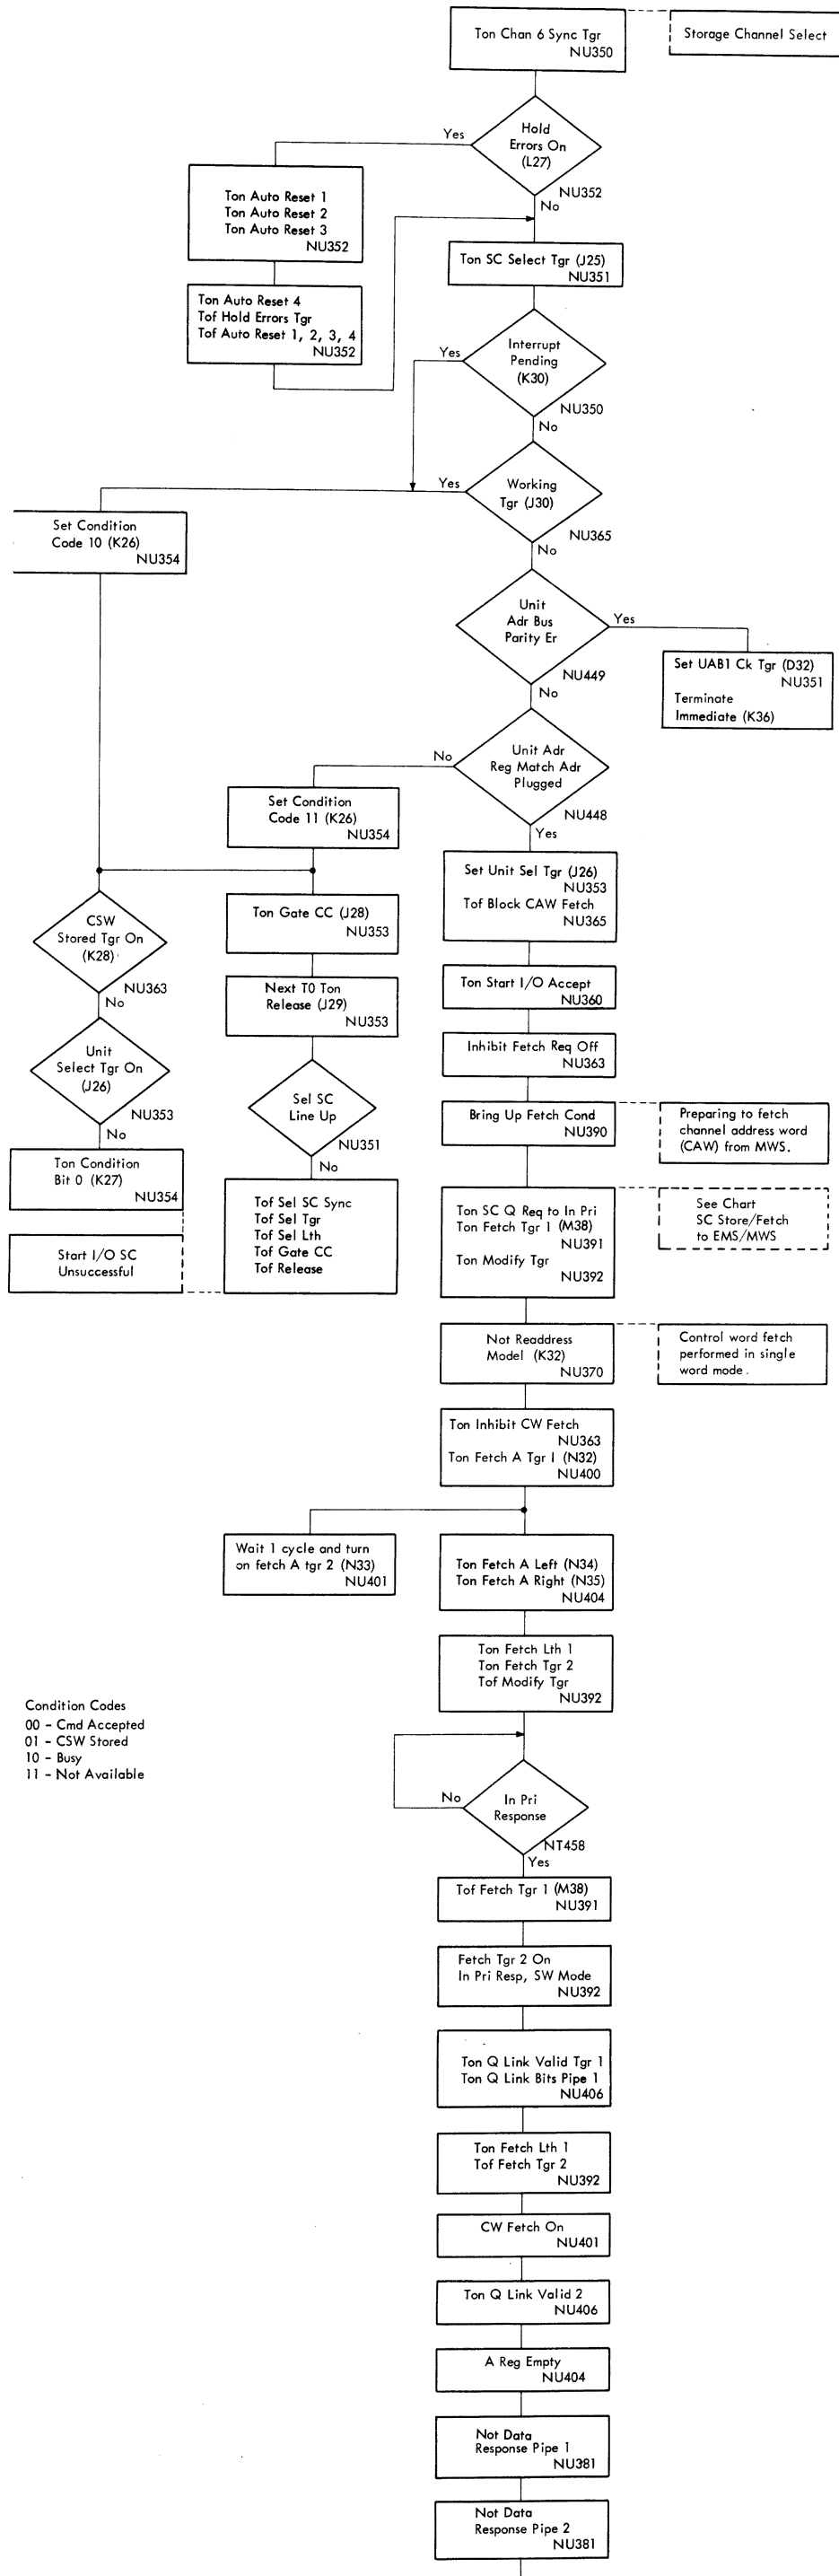 Ton Chan 6 Sync Tgr
NU350
Storage Channel Select
Hold
Errors On
(L27)
NU352
Yes
No
Ton Auto Reset 1
Ton Auto Reset 2
Ton Auto Reset 3
NU352
Ton SC Select Tgr (J25)
NU351
Ton Auto Reset 4
Tof Hold Errors Tgr
Tof Auto Reset 1, 2, 3, 4
NU352
Interrupt
Pending
(K30)
NU350
Yes
No
Working
Tgr (J30)
NU365
Yes
No
Set Condition
Code 10 (K26)
NU354
Unit
Adr Bus
Parity Er
NU449
Yes
No
Set UAB1 Ck Tgr (D32)
NU351
Terminate
Immediate (K36)
Unit Adr
Reg Match Adr
Plugged
NU448
No
Yes
Set Condition
Code 11 (K26)
NU354
Set Unit Sel Tgr (J26)
NU353
Tof Block CAW Fetch
NU365
CSW
Stored Tgr On
(K28)
NU363
No
Ton Gate CC (J28)
NU353
Ton Start I/O Accept
NU360
Next T0 Ton
Release (J29)
NU353
Inhibit Fetch Req Off
NU363
Unit
Select Tgr On
(J26)
NU353
No
Sel SC
Line Up
NU351
No
Bring Up Fetch Cond
NU390
Preparing to fetch
channel address word
(CAW) from MWS.
Ton Condition
Bit 0 (K27)
NU354
Tof Sel SC Sync
Tof Sel Tgr
Tof Sel Lth
Tof Gate CC
Tof Release
Start I/O SC
Unsuccessful
Ton SC Q Req to In Pri
Ton Fetch Tgr 1 (M38)
NU391
Ton Modify Tgr
NU392
See Chart
SC Store/Fetch
to EMS/MWS
Not Readdress
Model (K32)
NU370
Control word fetch
performed in single
word mode.
Ton Inhibit CW Fetch
NU363
Ton Fetch A Tgr I (N32)
NU400
Wait 1 cycle and turn
on fetch A tgr 2 (N33)
NU401
Ton Fetch A Left (N34)
Ton Fetch A Right (N35)
NU404
Ton Fetch Lth 1
Ton Fetch Tgr 2
Tof Modify Tgr
NU392
Condition Codes
00 - Cmd Accepted
01 - CSW Stored
10 - Busy
11 - Not Available
In Pri
Response
NT458
No
Yes
Tof Fetch Tgr 1 (M38)
NU391
Fetch Tgr 2 On
In Pri Resp, SW Mode
NU392
Ton Q Link Valid Tgr 1
Ton Q Link Bits Pipe 1
NU406
Ton Fetch Lth 1
Tof Fetch Tgr 2
NU392
CW Fetch On
NU401
Ton Q Link Valid 2
NU406
A Reg Empty
NU404
Not Data
Response Pipe 1
NU381
Not Data
Response Pipe 2
NU381